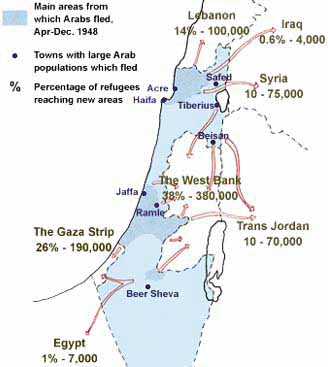 Main areas from
which Arabs fled,
Apr-Dec. 1948
Towns with large Arab
populations which fled
% Percentage of refugees
reaching new areas
Lebanon
14% - 100,000
Iraq
0.6% - 4,000
Syria
10 - 75,000
Safed
Acre
Haifa
Tiberius
Beisan
The West Bank
38% - 380,000
Jaffa
Ramle
Trans Jordan
10 - 70,000
The Gaza Strip
26% - 190,000
Beer Sheva
Egypt
1% - 7,000